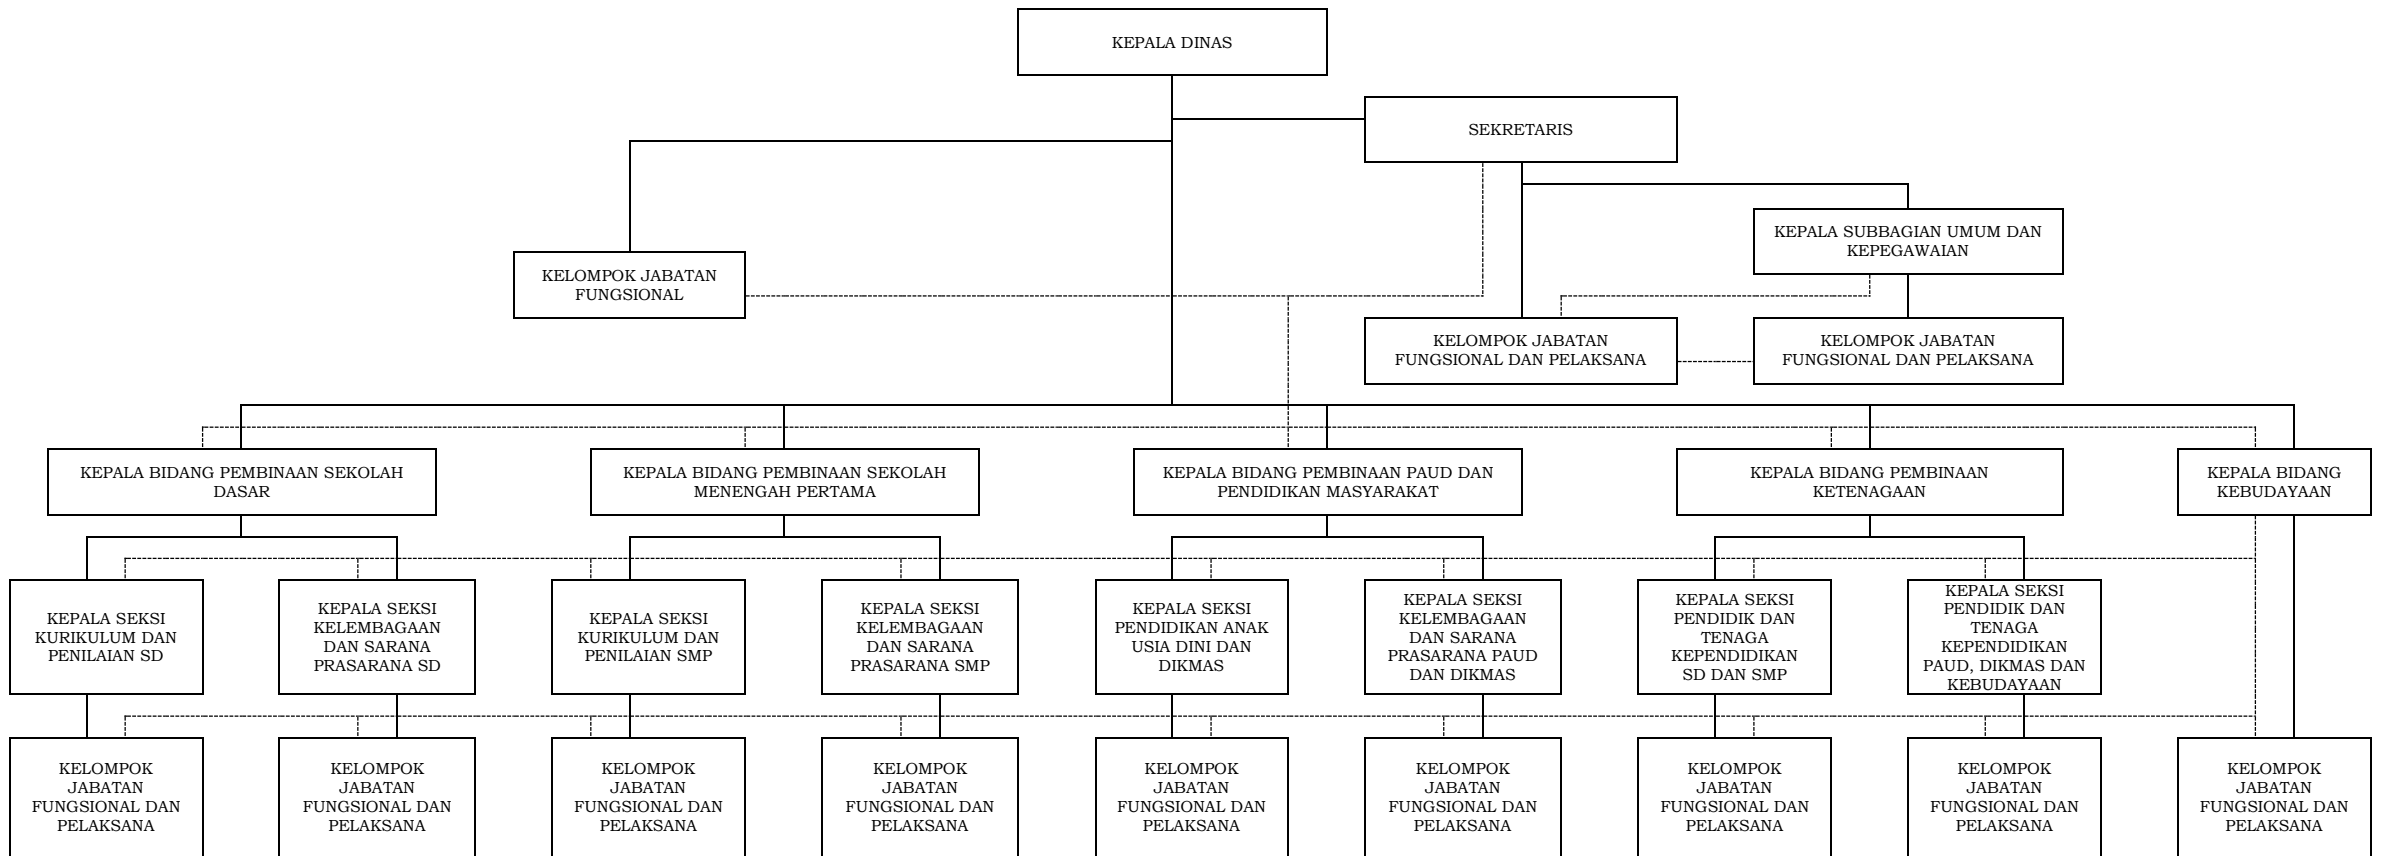 KEPALA DINAS
SEKRETARIS
KEPALA SUBBAGIAN UMUM DAN
KEPEGAWAIAN
KELOMPOK JABATAN
FUNGSIONAL
KELOMPOK JABATAN
FUNGSIONAL DAN PELAKSANA
KELOMPOK JABATAN
FUNGSIONAL DAN PELAKSANA
KEPALA BIDANG PEMBINAAN SEKOLAH
DASAR
KEPALA BIDANG PEMBINAAN SEKOLAH
MENENGAH PERTAMA
KEPALA BIDANG PEMBINAAN PAUD DAN
PENDIDIKAN MASYARAKAT
KEPALA BIDANG PEMBINAAN
KETENAGAAN
KEPALA BIDANG
KEBUDAYAAN
KEPALA SEKSI
KURIKULUM DAN
PENILAIAN SD
KEPALA SEKSI
KELEMBAGAAN
DAN SARANA
PRASARANA SD
KEPALA SEKSI
KURIKULUM DAN
PENILAIAN SMP
KEPALA SEKSI
KELEMBAGAAN
DAN SARANA
PRASARANA SMP
KEPALA SEKSI
PENDIDIKAN ANAK
USIA DINI DAN
DIKMAS
KEPALA SEKSI
KELEMBAGAAN
DAN SARANA
PRASARANA PAUD
DAN DIKMAS
KEPALA SEKSI
PENDIDIK DAN
TENAGA
KEPENDIDIKAN
SD DAN SMP
KEPALA SEKSI
PENDIDIK DAN
TENAGA
KEPENDIDIKAN
PAUD, DIKMAS DAN
KEBUDAYAAN
KELOMPOK
JABATAN
FUNGSIONAL DAN
PELAKSANA
KELOMPOK
JABATAN
FUNGSIONAL DAN
PELAKSANA
KELOMPOK
JABATAN
FUNGSIONAL DAN
PELAKSANA
KELOMPOK
JABATAN
FUNGSIONAL DAN
PELAKSANA
KELOMPOK
JABATAN
FUNGSIONAL DAN
PELAKSANA
KELOMPOK
JABATAN
FUNGSIONAL DAN
PELAKSANA
KELOMPOK
JABATAN
FUNGSIONAL DAN
PELAKSANA
KELOMPOK
JABATAN
FUNGSIONAL DAN
PELAKSANA
KELOMPOK
JABATAN
FUNGSIONAL DAN
PELAKSANA